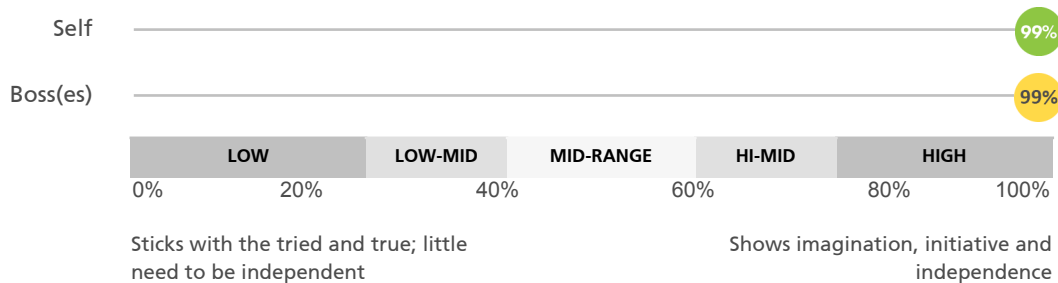 Self 99%
Boss(es) 99%
LOW LOW-MID MID-RANGE HI-MID HIGH
0% 20% 40% 60% 80% 100%
Sticks with the tried and true; little
need to be independent
Shows imagination, initiative and
independence